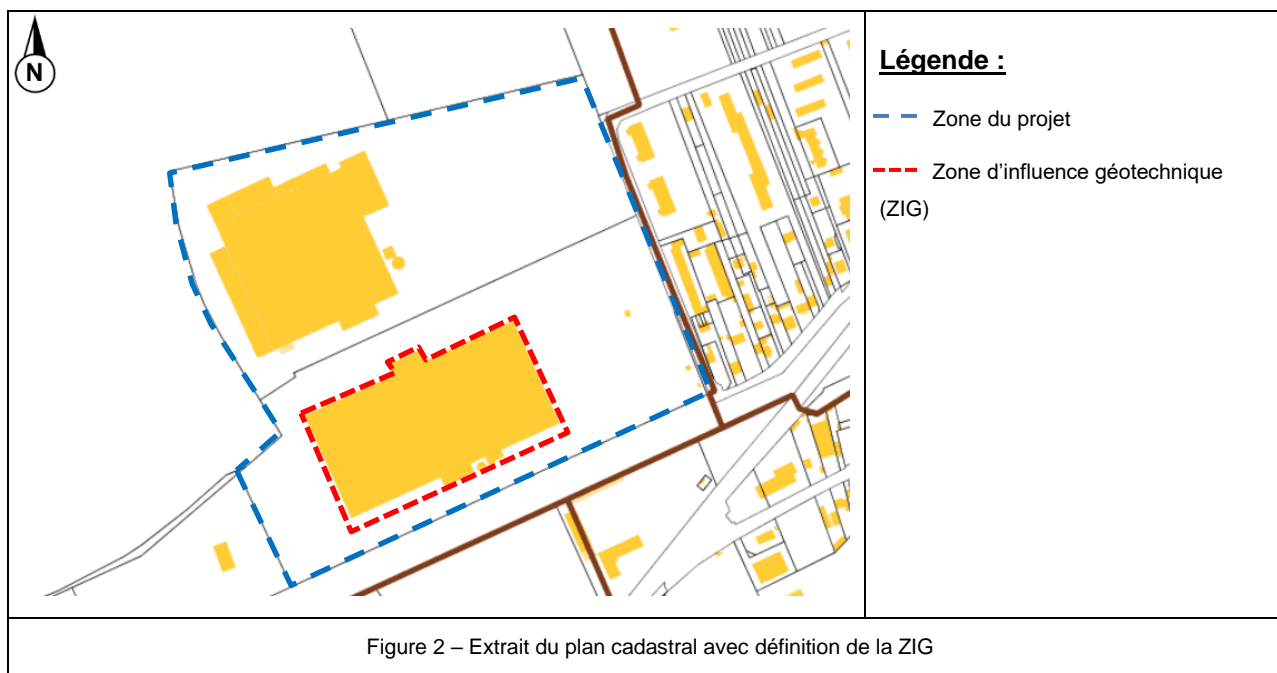 N
Légende :
Zone du projet
Zone d'influence géotechnique
(ZIG)
Figure 2 – Extrait du plan cadastral avec définition de la ZIG